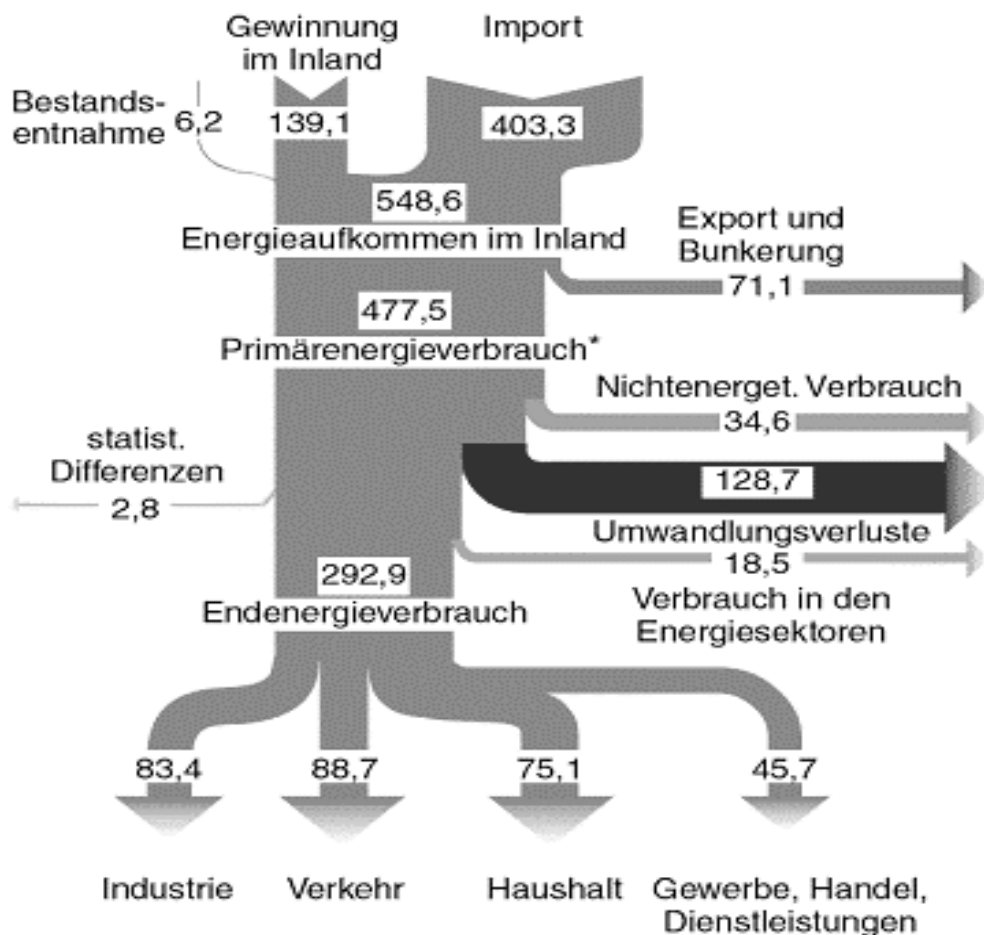 Gewinnung
im Inland
Import
Bestands-
entnahme
6,2
139,1
403,3
548,6
Energieaufkommen im Inland
Export und
Bunkerung
71,1
477,5
Primärenergieverbrauch*
Nichtenerget. Verbrauch
34,6
statist.
Differenzen
2,8
128,7
Umwandlungsverluste
18,5
Verbrauch in den
Energiesektoren
292,9
Endenergieverbrauch
83,4
88,7
75,1
45,7
Industrie
Verkehr
Haushalt
Gewerbe, Handel,
Dienstleistungen